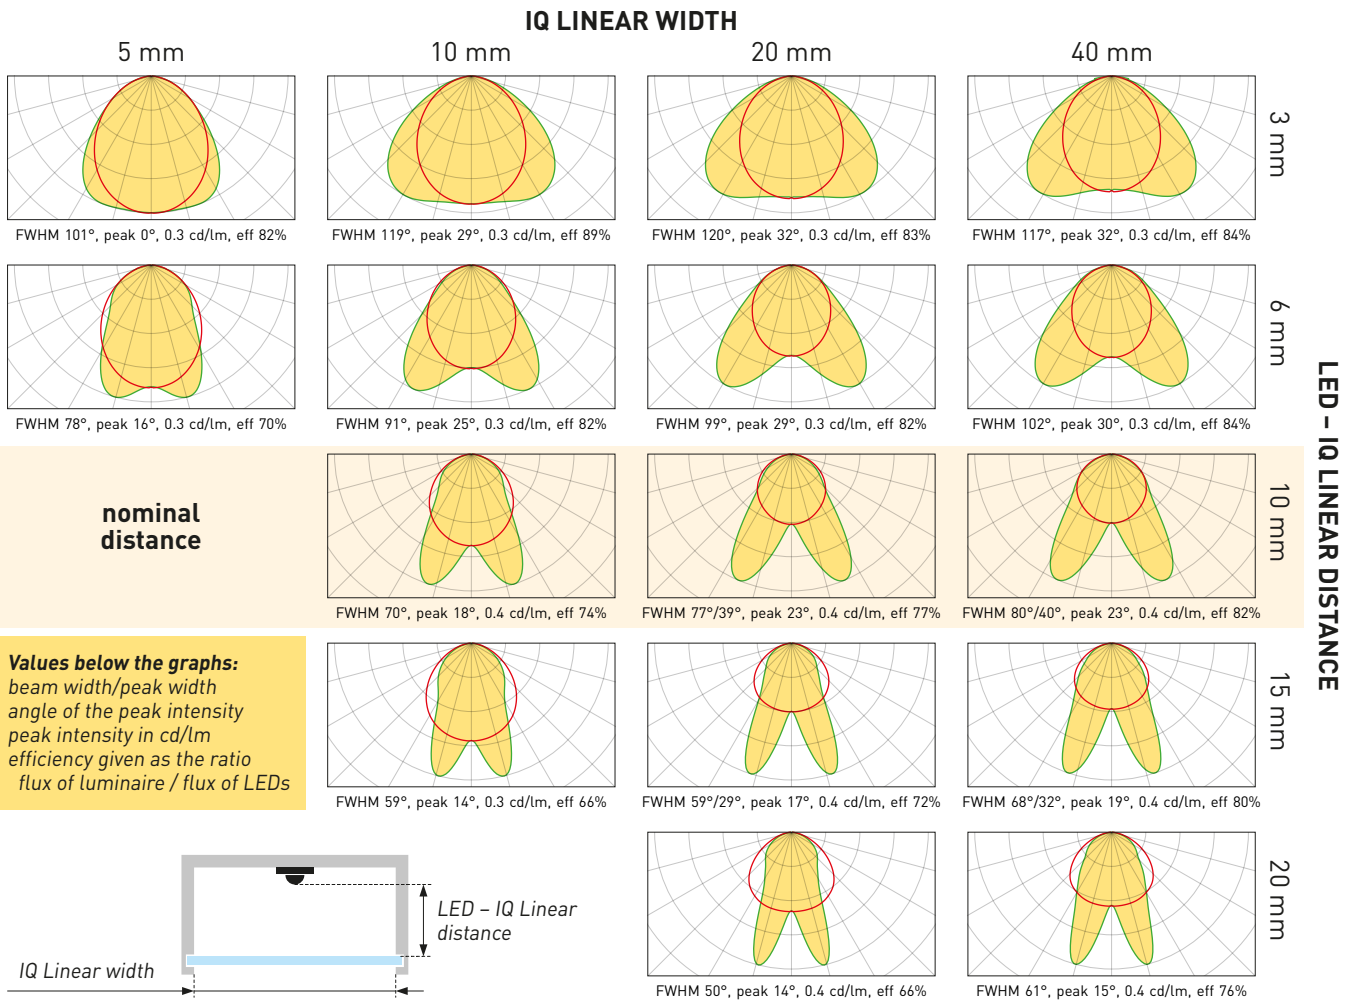 IQ LINEAR WIDTH
5 mm
10 mm
20 mm
40 mm
3 mm
FWHM 101°, peak 0°, 0.3 cd/lm, eff 82%
FWHM 119°, peak 29°, 0.3 cd/lm, eff 89%
FWHM 120°, peak 32°, 0.3 cd/lm, eff 83%
FWHM 117°, peak 32°, 0.3 cd/lm, eff 84%
6 mm
FWHM 78°, peak 16°, 0.3 cd/lm, eff 70%
FWHM 91°, peak 25°, 0.3 cd/lm, eff 82%
FWHM 99°, peak 29°, 0.3 cd/lm, eff 82%
FWHM 102°, peak 30°, 0.3 cd/lm, eff 84%
LED – IQ LINEAR DISTANCE
nominal
distance
10 mm
FWHM 70°, peak 18°, 0.4 cd/lm, eff 74%
FWHM 77°/39°, peak 23°, 0.4 cd/lm, eff 77%
FWHM 80°/40°, peak 23°, 0.4 cd/lm, eff 82%
Values below the graphs:
beam width/peak width
angle of the peak intensity
peak intensity in cd/lm
efficiency given as the ratio
flux of luminaire / flux of LEDs
15 mm
FWHM 59°, peak 14°, 0.3 cd/lm, eff 66%
FWHM 59°/29°, peak 17°, 0.4 cd/lm, eff 72%
FWHM 68°/32°, peak 19°, 0.4 cd/lm, eff 80%
LED – IQ Linear
distance
IQ Linear width
20 mm
FWHM 50°, peak 14°, 0.4 cd/lm, eff 66%
FWHM 61°, peak 15°, 0.4 cd/lm, eff 76%